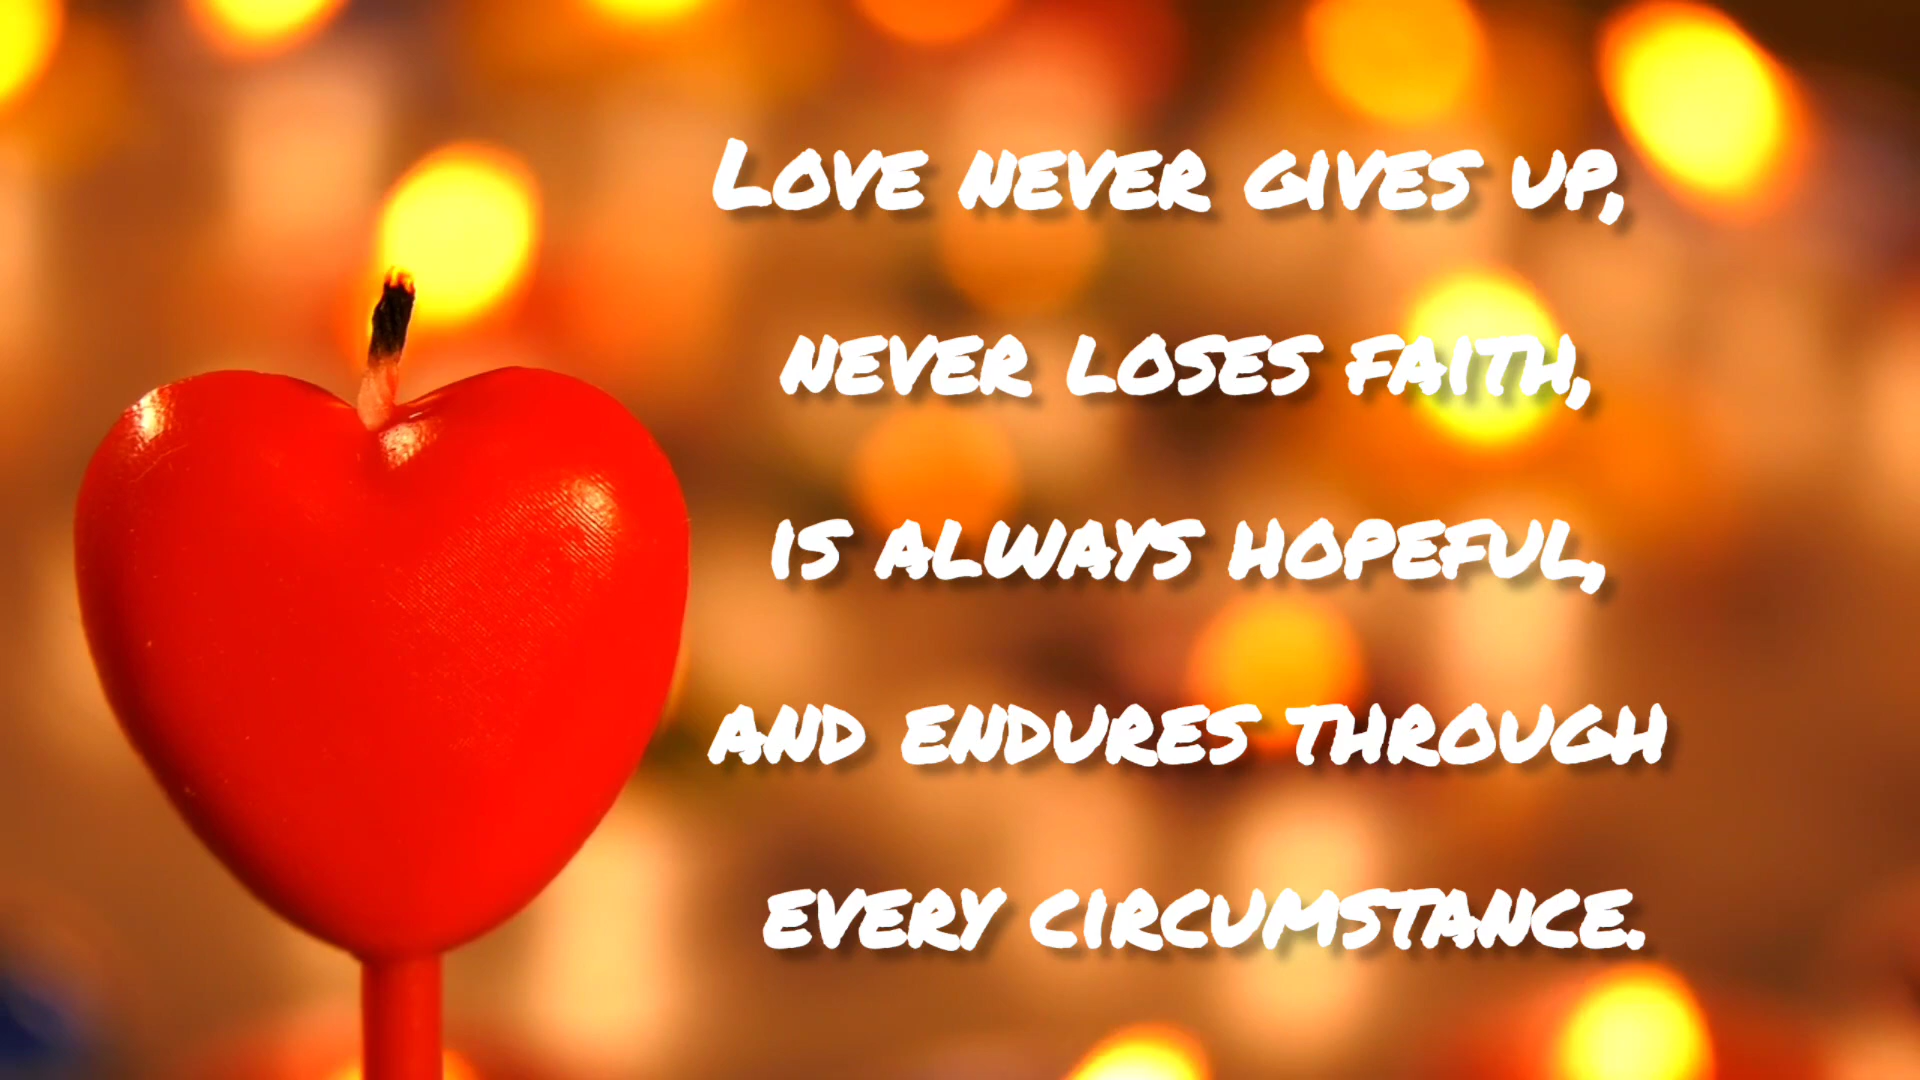 Love never gives up,
never loses faith,
is always hopeful,
and endures through
every circumstance.